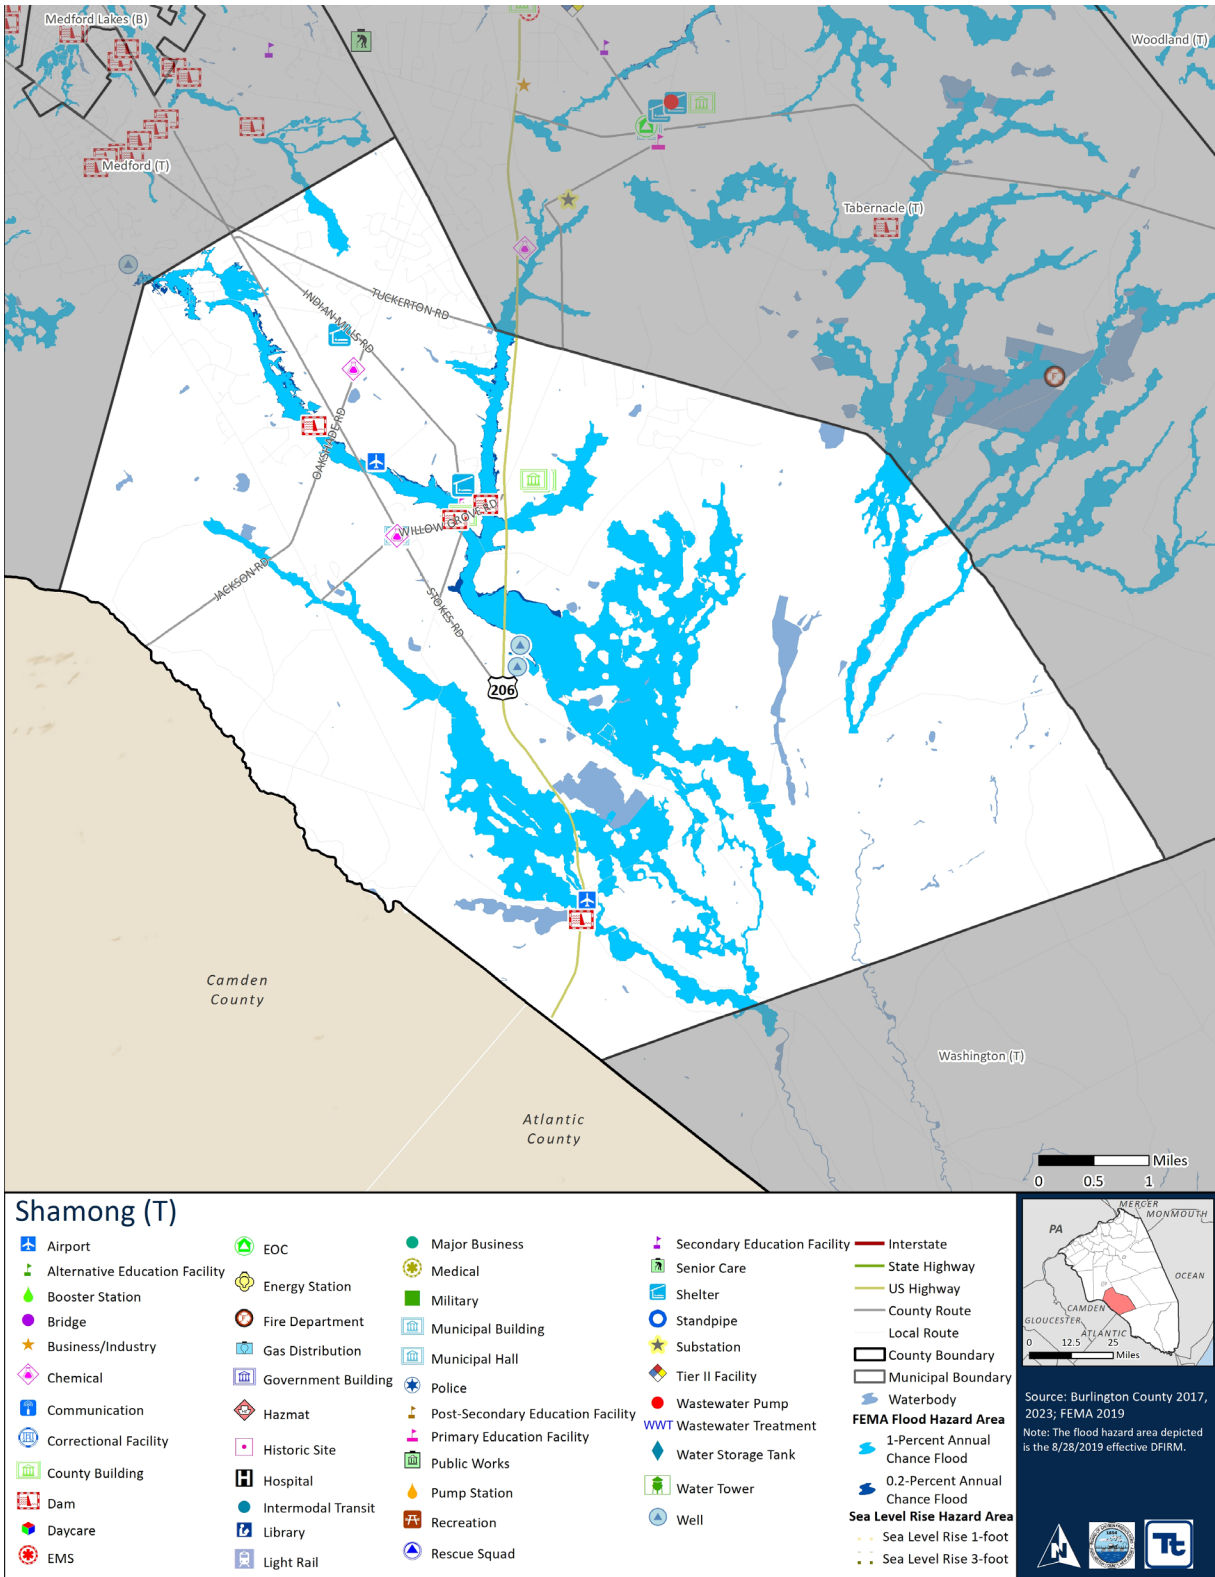 Medford Lakes (B)
Woodland (T)
Medford (T)
Tabernacle (T)
TUCKERTON RD
INDIAN MILLS RD
OAKSHADE RD
WILLOW GROVE RD
JACKSON RD
STOKES RD
206
Camden
County
Atlantic
County
Washington (T)
Miles
0 0.5 1
Shamong (T)
Airport
Alternative Education Facility
Booster Station
Bridge
Business/Industry
Chemical
Communication
Correctional Facility
County Building
Dam
Daycare
EMS
EOC
Energy Station
Fire Department
Gas Distribution
Government Building
Hazmat
Historic Site
Hospital
Intermodal Transit
Library
Light Rail
Major Business
Medical
Military
Municipal Building
Municipal Hall
Police
Post-Secondary Education Facility
Primary Education Facility
Public Works
Pump Station
Recreation
Rescue Squad
Secondary Education Facility
Senior Care
Shelter
Standpipe
Substation
Tier II Facility
Wastewater Pump
WWT Wastewater Treatment
Water Storage Tank
Water Tower
Well
Interstate
State Highway
US Highway
County Route
Local Route
County Boundary
Municipal Boundary
Waterbody
FEMA Flood Hazard Area
1-Percent Annual
Chance Flood
0.2-Percent Annual
Chance Flood
Sea Level Rise Hazard Area
Sea Level Rise 1-foot
Sea Level Rise 3-foot
MERCER
MONMOUTH
PA
OCEAN
CAMDEN
GLOUCESTER
ATLANTIC
0 12.5 25
Miles
Source: Burlington County 2017,
2023; FEMA 2019
Note: The flood hazard area depicted
is the 8/28/2019 effective DFIRM.
N
Tt